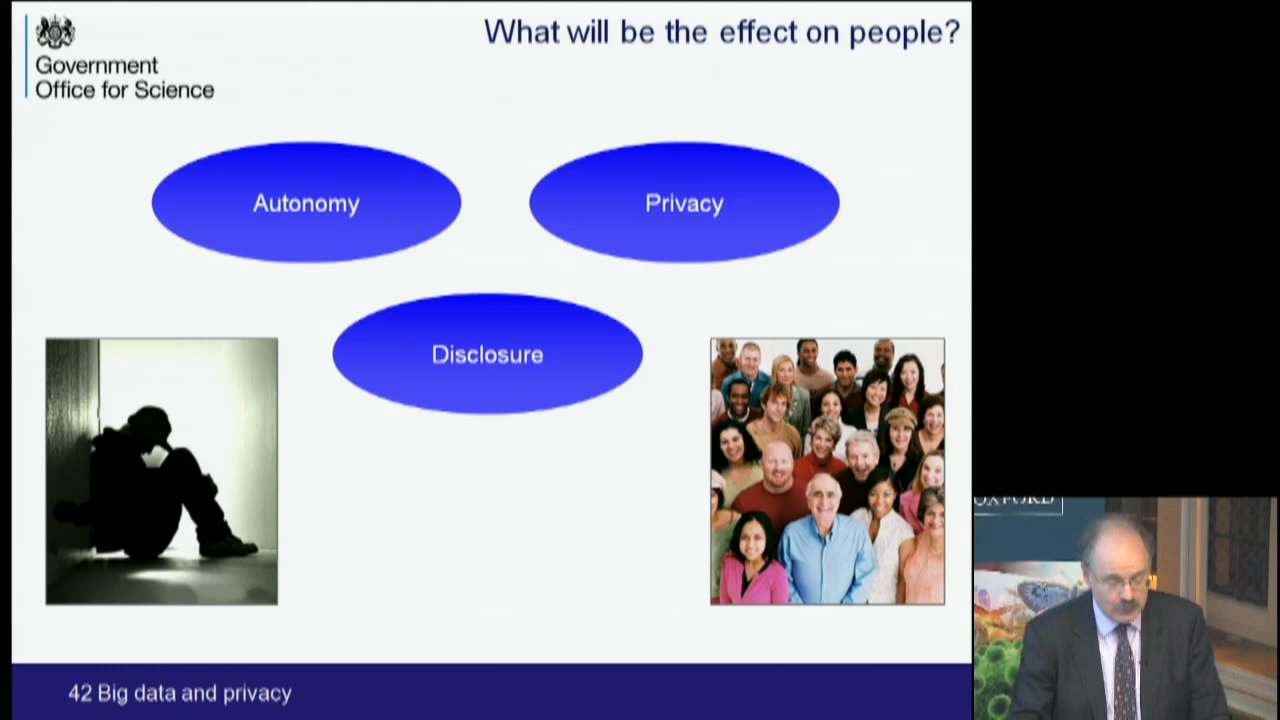 What will be the effect on people?
Government
Office for Science
Autonomy
Privacy
Disclosure
OXFORD
42 Big data and privacy